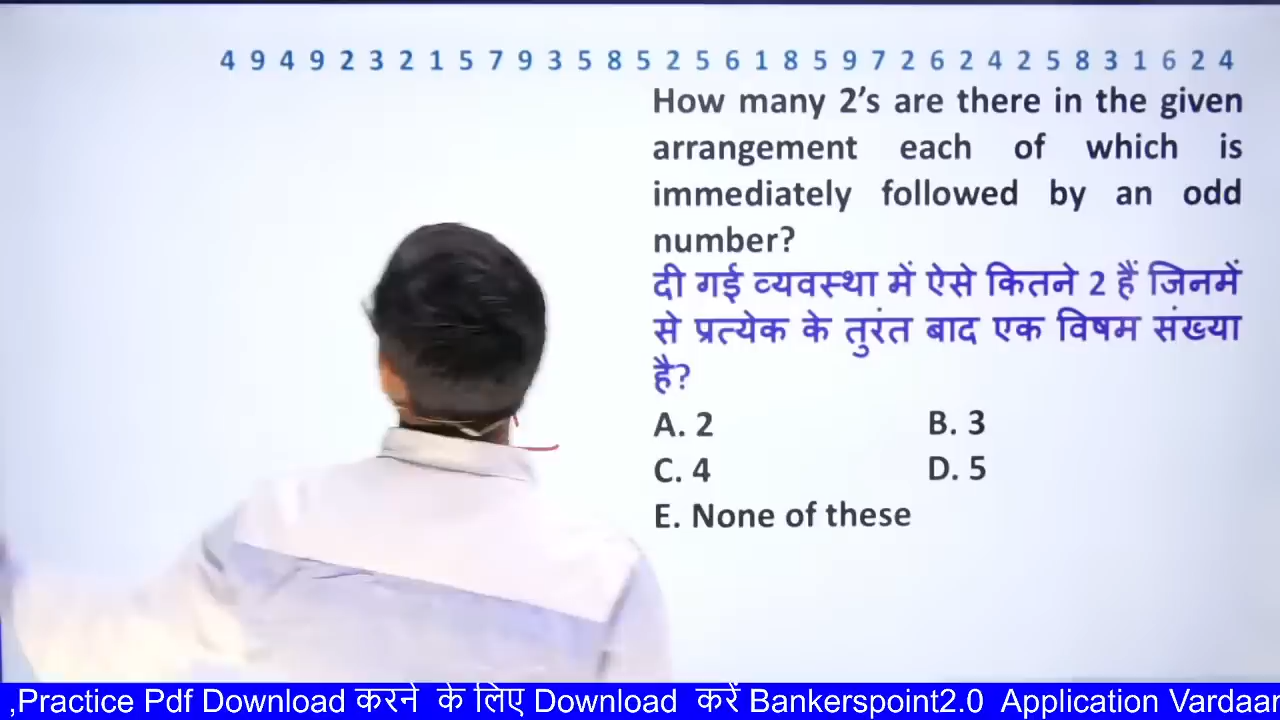 4 9 4 9 2 3 2 1 5 7 9 3 5 8 5 2 5 6 1 8 5 9 7 2 6 2 4 2 5 8 3 1 6 2 4
How many 2’s are there in the given
arrangement each of which is
immediately followed by an odd
number?
दी गई व्यवस्था में ऐसे कितने 2 हैं जिनमें
से प्रत्येक के तुरंत बाद एक विषम संख्या
है?
A. 2 B. 3
C. 4 D. 5
E. None of these
,Practice Pdf Download करने के लिए Download करें Bankerspoint2.0 Application Vardaan